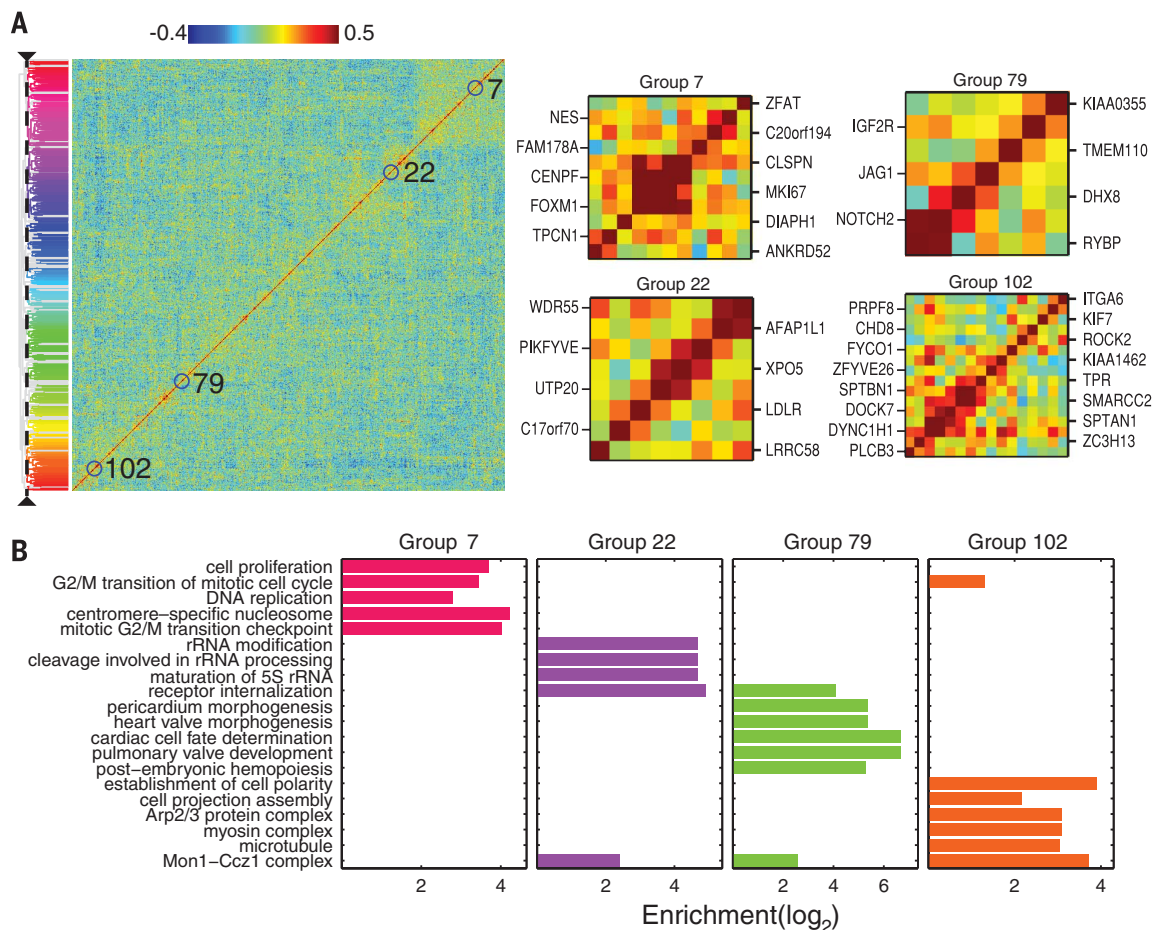 A
-0.4 0.5
7
22
79
102
Group 7
NES
FAM178A
CENPF
FOXM1
TPCN1
ZFAT
C20orf194
CLSPN
MKI67
DIAPH1
ANKRD52
Group 79
IGF2R
JAG1
NOTCH2
KIAA0355
TMEM110
DHX8
RYBP
Group 22
WDR55
PIKFYVE
UTP20
C17orf70
AFAP1L1
XPO5
LDLR
LRRC58
Group 102
PRPF8
CHD8
FYCO1
ZFYVE26
SPTBN1
DOCK7
DYNC1H1
PLCB3
ITGA6
KIF7
ROCK2
KIAA1462
TPR
SMARCC2
SPTAN1
ZC3H13
B
Group 7 Group 22 Group 79 Group 102
cell proliferation
G2/M transition of mitotic cell cycle
DNA replication
centromere−specific nucleosome
mitotic G2/M transition checkpoint
rRNA modification
cleavage involved in rRNA processing
maturation of 5S rRNA
receptor internalization
pericardium morphogenesis
heart valve morphogenesis
cardiac cell fate determination
pulmonary valve development
post−embryonic hemopoiesis
establishment of cell polarity
cell projection assembly
Arp2/3 protein complex
myosin complex
microtubule
Mon1−Ccz1 complex
2 4 2 4 2 4 6 2 4
Enrichment(log2)